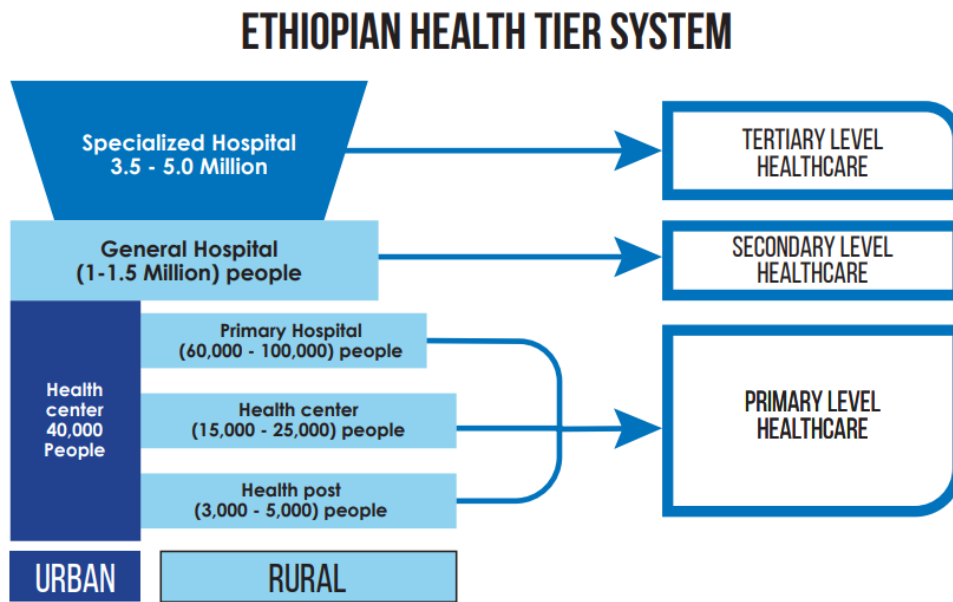 ETHIOPIAN HEALTH TIER SYSTEM
Specialized Hospital
3.5 - 5.0 Million
TERTIARY LEVEL
HEALTHCARE
General Hospital
(1-1.5 Million) people
SECONDARY LEVEL
HEALTHCARE
Primary Hospital
(60,000 - 100,000) people
Health
center
40,000
People
Health center
(15,000 - 25,000) people
PRIMARY LEVEL
HEALTHCARE
Health post
(3,000 - 5,000) people
URBAN
RURAL